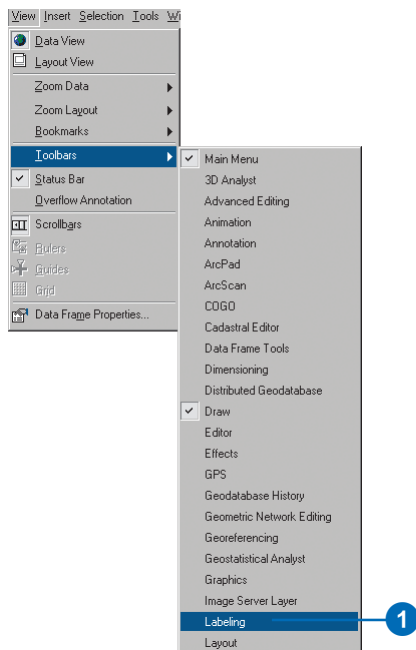 View Insert Selection Tools
Data View
Layout View
Zoom Data
Zoom Layout
Bookmarks
Toolbars
Status Bar
Overflow Annotation
Scrollbars
Rulers
Guides
Grid
Data Frame Properties...
Main Menu
3D Analyst
Advanced Editing
Animation
Annotation
ArcPad
ArcScan
COGO
Cadastral Editor
Data Frame Tools
Dimensioning
Distributed Geodatabase
Draw
Editor
Effects
GPS
Geodatabase History
Geometric Network Editing
Georeferencing
Geostatistical Analyst
Graphics
Image Server Layer
Labeling
1
Layout